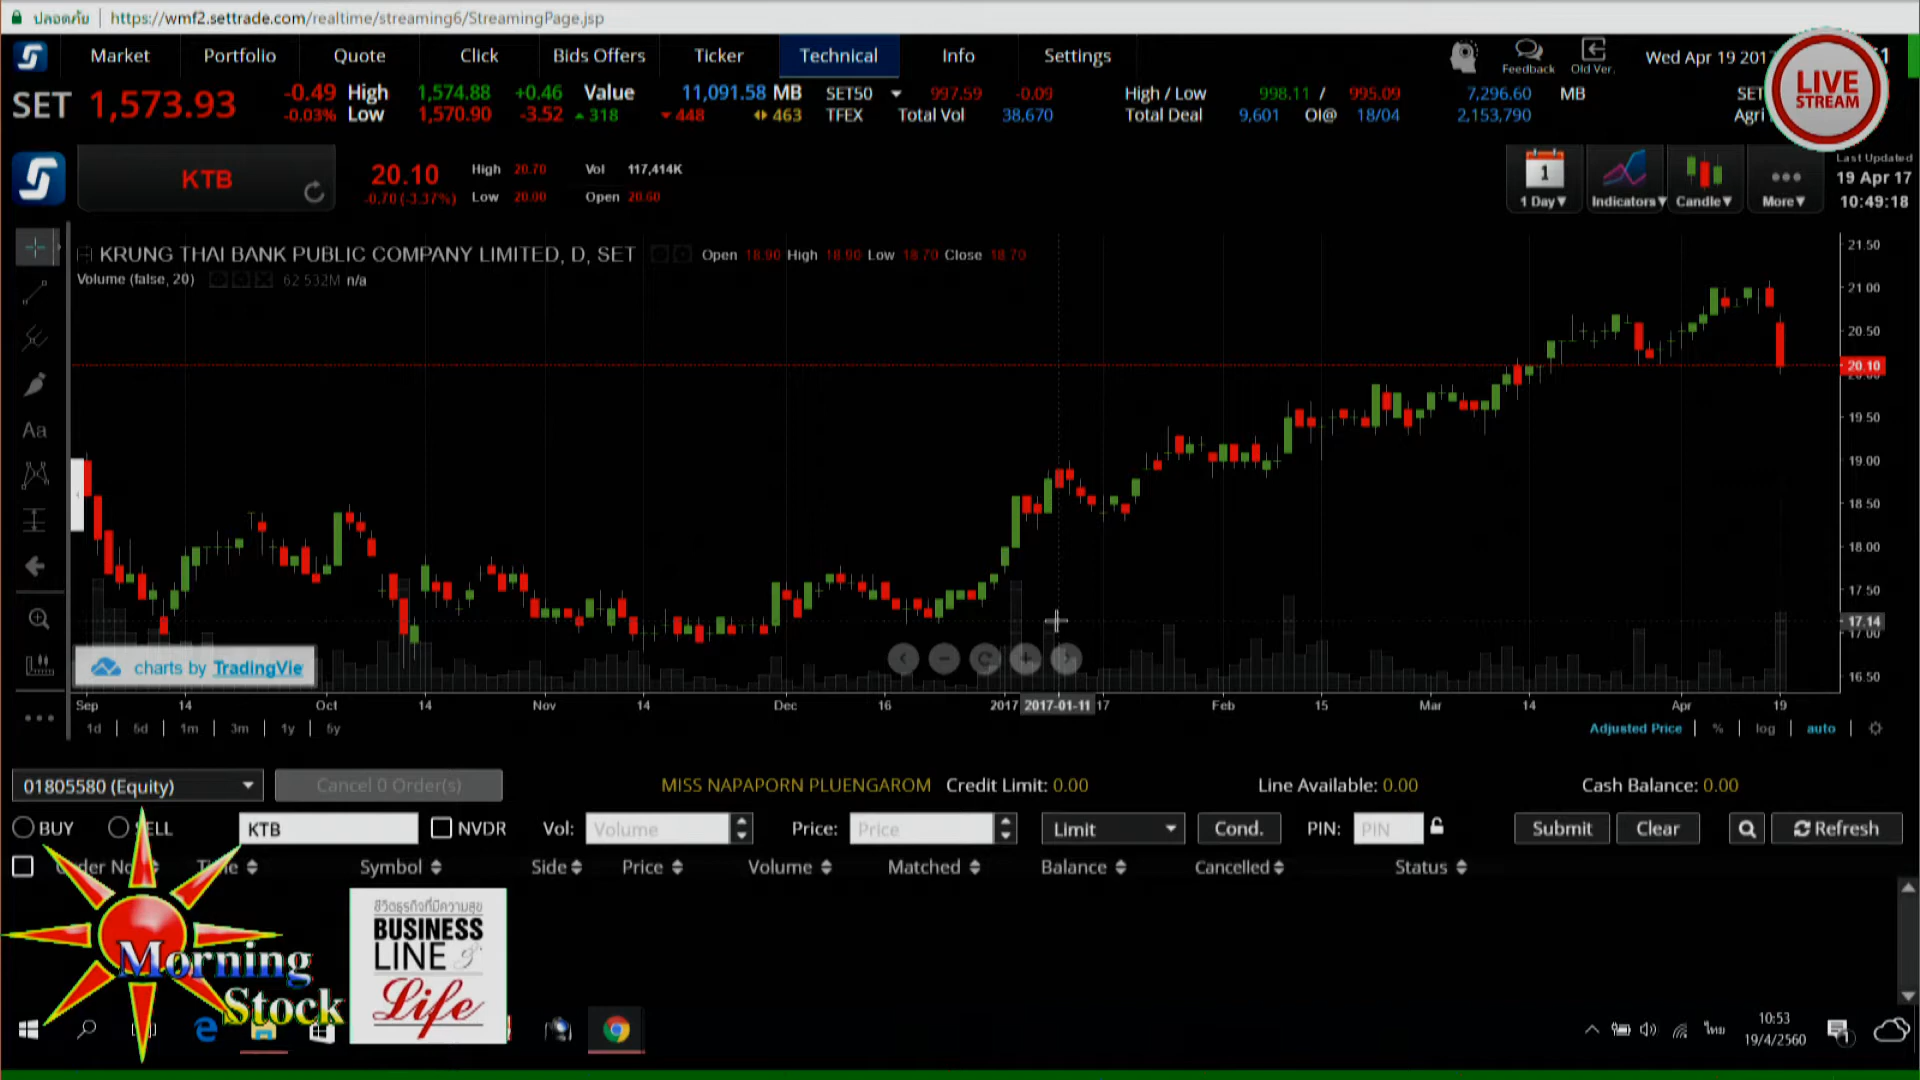 ปลอดภัย https://wmf2.settrade.com/realtime/streaming6/StreamingPage.jsp
Market Portfolio Quote Click Bids Offers Ticker Technical Info Settings Feedback Old Ver. Wed Apr 19 201
LIVE
STREAM
SET 1,573.93 -0.49 High 1,574.88 +0.46 Value 11,091.58 MB SET50 997.59 -0.09 High / Low 998.11 / 995.09 7,296.60 MB SET
-0.03% Low 1,570.90 -3.52 318 448 463 TFEX Total Vol 38,670 Total Deal 9,601 OI@ 18/04 2,153,790 Agri
KTB 20.10 High 20.70 Vol 117,414K
-0.70 (-3.37%) Low 20.00 Open 20.60
1 1 Day Indicators Candle More
Last Updated
19 Apr 17
10:49:18
KRUNG THAI BANK PUBLIC COMPANY LIMITED, D, SET Open 18.90 High 18.90 Low 18.70 Close 18.70
Volume (false, 20) 62.532M n/a
Aa
21.50
21.00
20.50
20.10
19.50
19.00
18.50
18.00
17.50
17.14
17.00
16.50
charts by TradingVie
Sep 14 Oct 14 Nov 14 Dec 16 2017 2017-01-11 17 Feb 15 Mar 14 Apr 19
1d 5d 1m 3m 1y 5y Adjusted Price % log auto
01805580 (Equity) Cancel 0 Order(s) MISS NAPAPORN PLUENGAROM Credit Limit: 0.00 Line Available: 0.00 Cash Balance: 0.00
BUY ELL KTB NVDR Vol: Volume Price: Price Limit Cond. PIN: PIN Submit Clear Refresh
Symbol Side Price Volume Matched Balance Cancelled Status
Morning
Stock
ชีวิตธุรกิจที่มีความสุข
BUSINESS
LINE &
Life
10:53
ไทย
19/4/2560